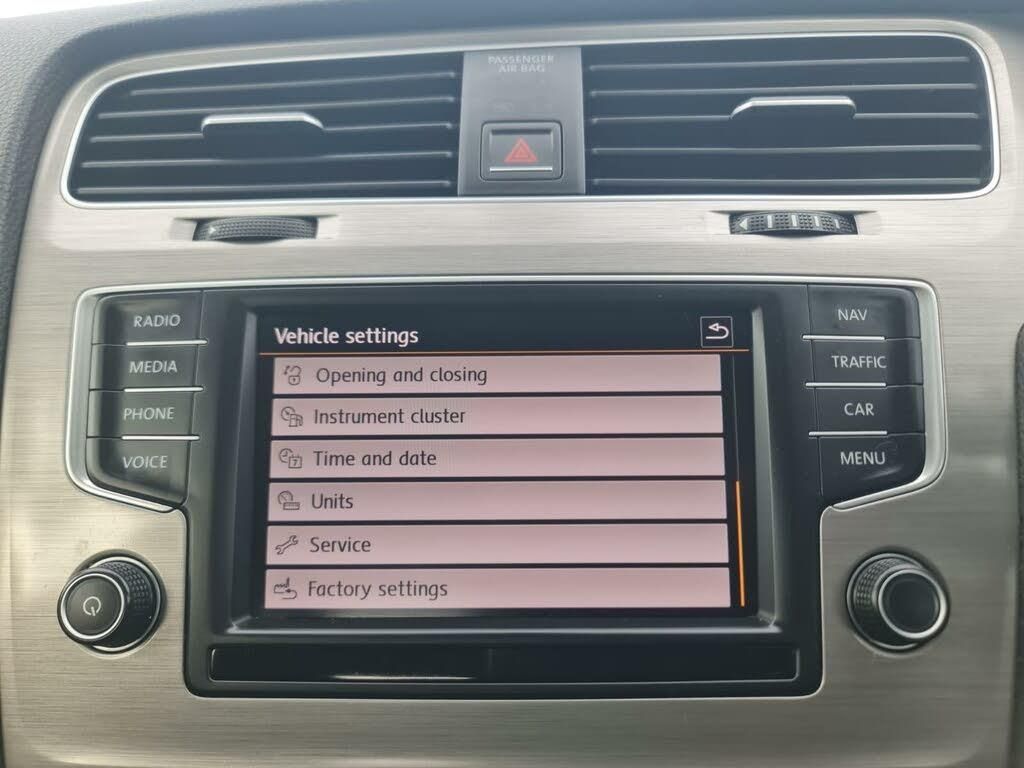 PASSENGER
AIR BAG
RADIO
MEDIA
PHONE
VOICE
Vehicle settings
Opening and closing
Instrument cluster
Time and date
7
Units
Service
Factory settings
NAV
TRAFFIC
CAR
MENU